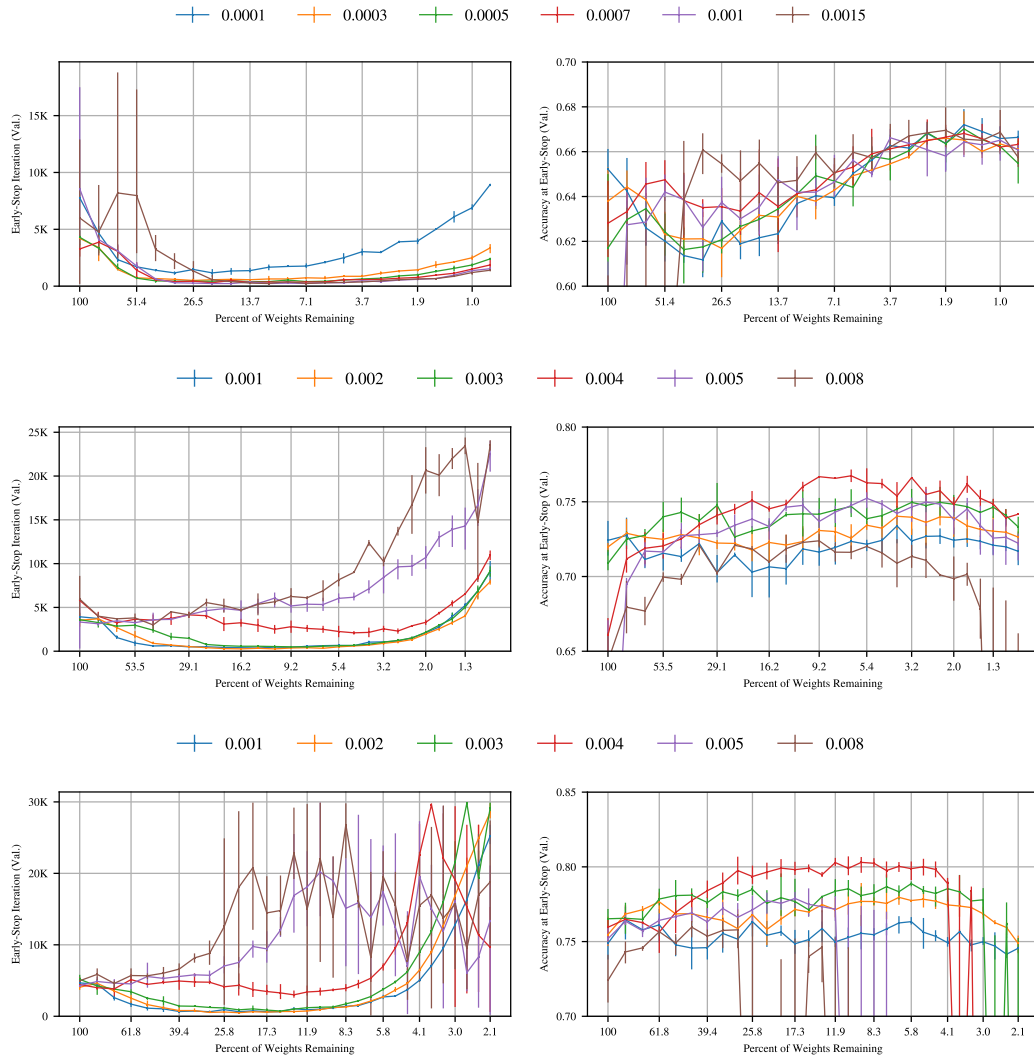 0.0001 0.0003 0.0005 0.0007 0.001 0.0015
Early-Stop Iteration (Val.)
15K
10K
5K
0
100 51.4 26.5 13.7 7.1 3.7 1.9 1.0
Percent of Weights Remaining
Accuracy at Early-Stop (Val.)
0.70
0.68
0.66
0.64
0.62
0.60
100 51.4 26.5 13.7 7.1 3.7 1.9 1.0
Percent of Weights Remaining
0.001 0.002 0.003 0.004 0.005 0.008
Early-Stop Iteration (Val.)
25K
20K
15K
10K
5K
0
100 53.5 29.1 16.2 9.2 5.4 3.2 2.0 1.3
Percent of Weights Remaining
Accuracy at Early-Stop (Val.)
0.80
0.75
0.70
0.65
100 53.5 29.1 16.2 9.2 5.4 3.2 2.0 1.3
Percent of Weights Remaining
0.001 0.002 0.003 0.004 0.005 0.008
Early-Stop Iteration (Val.)
30K
20K
10K
0
100 61.8 39.4 25.8 17.3 11.9 8.3 5.8 4.1 3.0 2.1
Percent of Weights Remaining
Accuracy at Early-Stop (Val.)
0.85
0.80
0.75
0.70
100 61.8 39.4 25.8 17.3 11.9 8.3 5.8 4.1 3.0 2.1
Percent of Weights Remaining